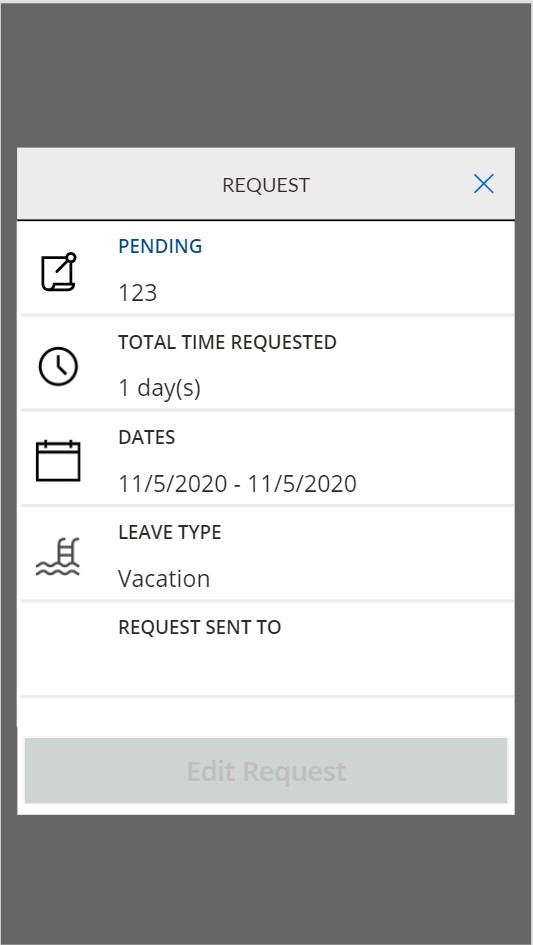 REQUEST
PENDING
123
TOTAL TIME REQUESTED
1 day(s)
DATES
11/5/2020 - 11/5/2020
LEAVE TYPE
Vacation
REQUEST SENT TO
Edit Request